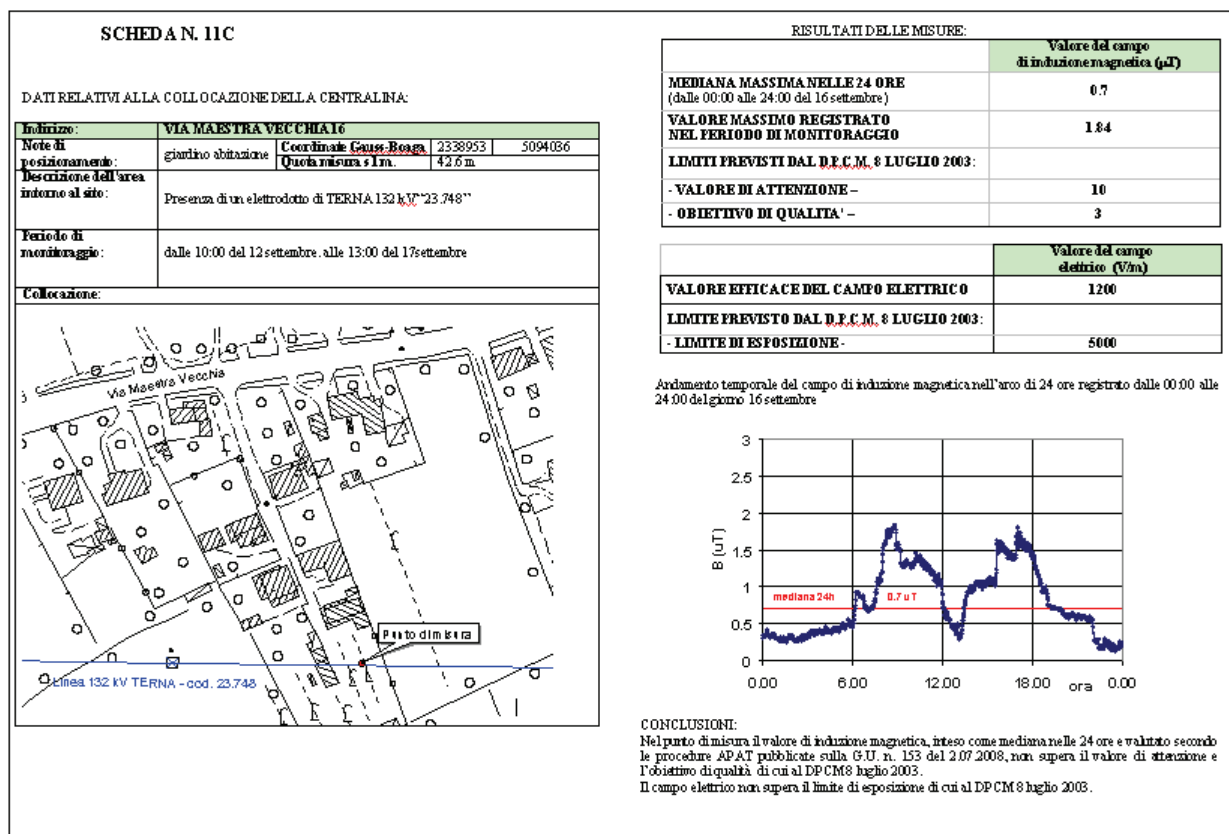 SCHEDA N. 11C
DATI RELATIVI ALLA COLLOCAZIONE DELLA CENTRALINA:
Indirizzo: VIA MAESTRA VECCHIA 16
Note di posizionamento: giardino abitazione Coordinate Gauss-Boaga 2338953 5094036
Quota misura s l m. 42.6 m
Descrizione dell'area intorno al sito: Presenza di un elettrodotto di TERNA 132 kV "23.748"
Periodo di monitoraggio: dalle 10:00 del 12 settembre. alle 13:00 del 17settembre
Collocazione:
Via Maestra Vecchia
Punto di misura
Linea 132 kV TERNA - cod. 23.748
RISULTATI DELLE MISURE:
Valore del campo
di induzione magnetica (µT)
MEDIANA MASSIMA NELLE 24 ORE 0.7
(dalle 00:00 alle 24:00 del 16 settembre)
VALORE MASSIMO REGISTRATO
NEL PERIODO DI MONITORAGGIO 1.84
LIMITI PREVISTI DAL D.P.C.M. 8 LUGLIO 2003:
- VALORE DI ATTENZIONE – 10
- OBIETTIVO DI QUALITA' – 3
Valore del campo
elettrico (V/m)
VALORE EFFICACE DEL CAMPO ELETTRICO 1200
LIMITE PREVISTO DAL D.P.C.M. 8 LUGLIO 2003:
- LIMITE DI ESPOSIZIONE - 5000
Andamento temporale del campo di induzione magnetica nell'arco di 24 ore registrato dalle 00:00 alle
24:00 del giorno 16 settembre
3
2.5
2
1.5
1
0.5
0
B (uT)
mediana 24h 0.7 uT
0.00 6.00 12.00 18.00 ora 0.00
CONCLUSIONI:
Nel punto di misura il valore di induzione magnetica, inteso come mediana nelle 24 ore e valutato secondo
le procedure APAT pubblicate sulla G.U. n. 153 del 2.07.2008, non supera il valore di attenzione e
l'obiettivo di qualità di cui al DPCM 8 luglio 2003.
Il campo elettrico non supera il limite di esposizione di cui al DPCM 8 luglio 2003.